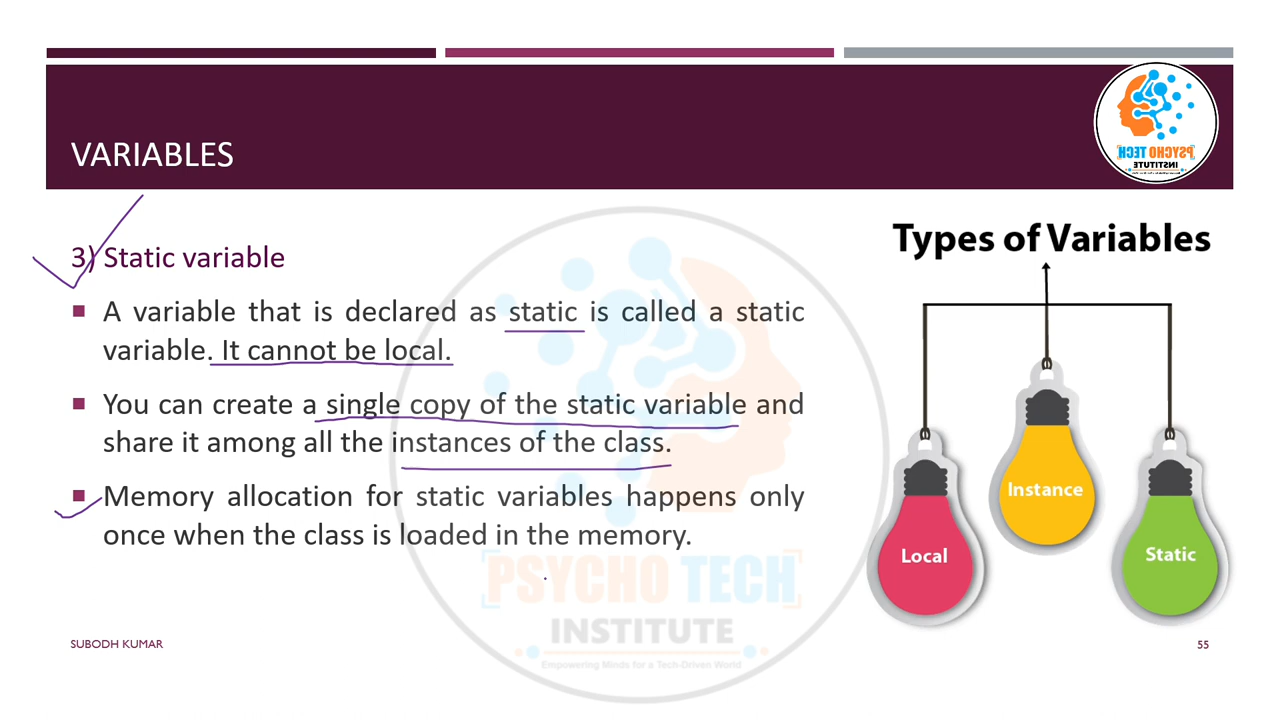 VARIABLES
PSYCHO TECH
INSTITUTE
3) Static variable
A variable that is declared as static is called a static
variable. It cannot be local.
You can create a single copy of the static variable and
share it among all the instances of the class.
Memory allocation for static variables happens only
once when the class is loaded in the memory.
Types of Variables
Local
Instance
Static
PSYCHO TECH
INSTITUTE
Empowering Minds for a Tech-Driven World
SUBODH KUMAR
55